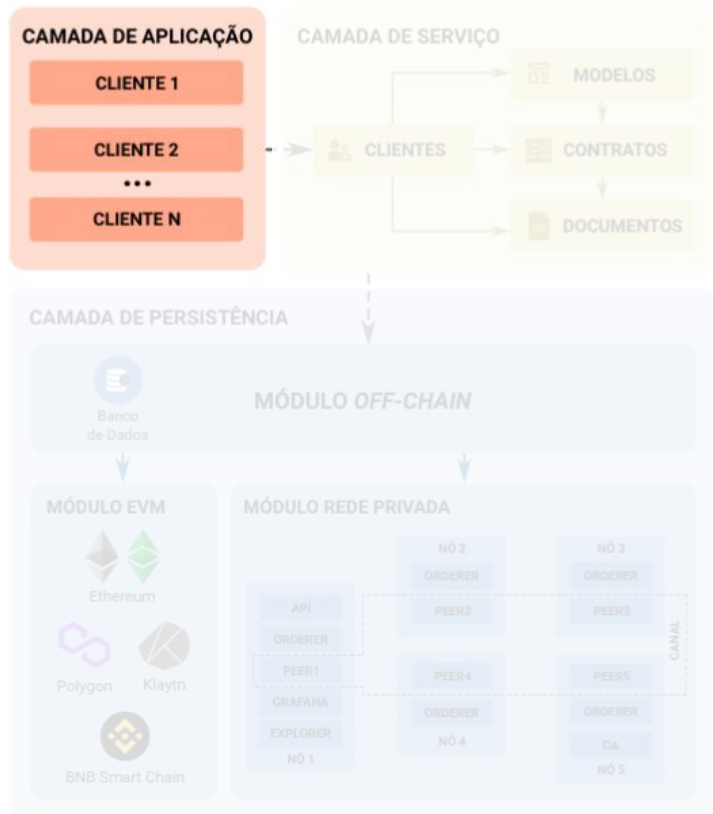 CAMADA DE APLICAÇÃO
CLIENTE 1
CLIENTE 2
...
CLIENTE N
CAMADA DE SERVIÇO
CLIENTES
MODELOS
CONTRATOS
DOCUMENTOS
CAMADA DE PERSISTÊNCIA
Banco
de Dados
MÓDULO OFF-CHAIN
MÓDULO EVM
Ethereum
Polygon
Klaytn
BNB Smart Chain
MÓDULO REDE PRIVADA
API
ORDERER
PEER1
GRAFANA
EXPLORER
NÓ 1
NÓ 2
ORDERER
PEER2
NÓ 3
ORDERER
PEER3
CANAL
PEER4
ORDERER
NÓ 4
PEER5
ORDERER
CA
NÓ 5